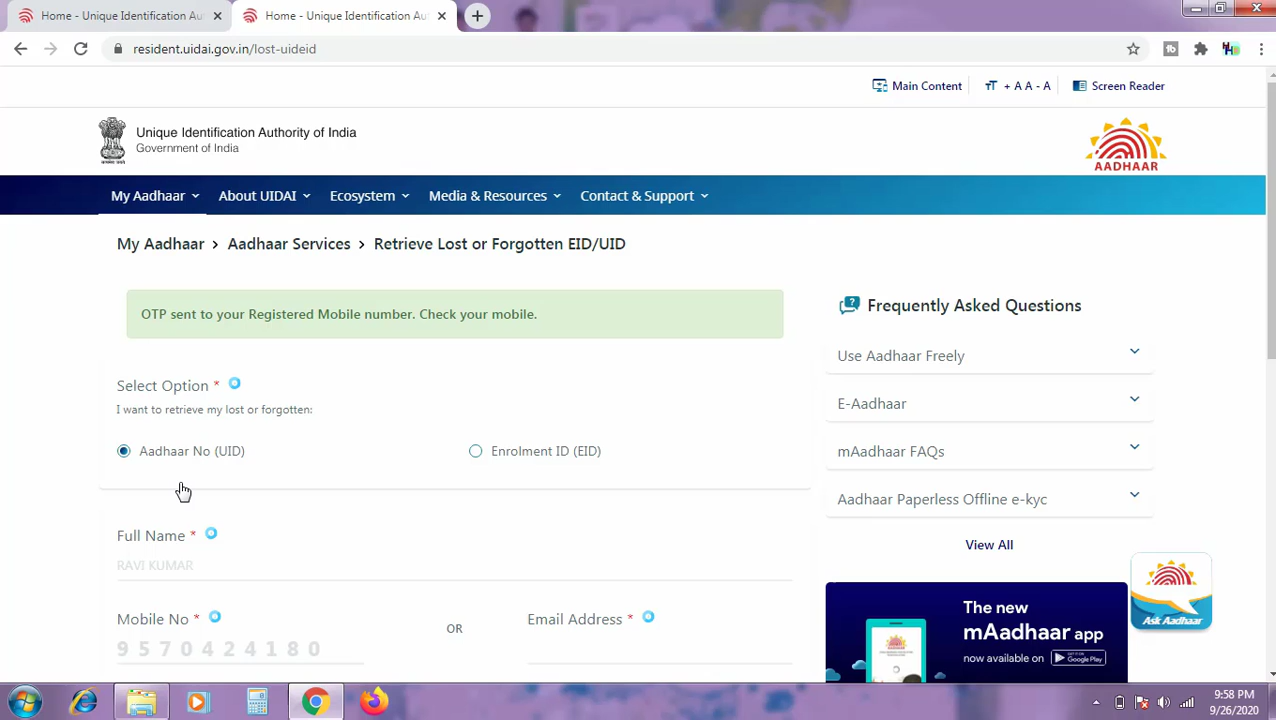 Home - Unique Identification Aut
Home - Unique Identification Aut
resident.uidai.gov.in/lost-uideid
Main Content
+ A A - A
Screen Reader
Unique Identification Authority of India
Government of India
AADHAAR
My Aadhaar
About UIDAI
Ecosystem
Media & Resources
Contact & Support
My Aadhaar > Aadhaar Services > Retrieve Lost or Forgotten EID/UID
OTP sent to your Registered Mobile number. Check your mobile.
Select Option *
I want to retrieve my lost or forgotten:
Aadhaar No (UID)
Enrolment ID (EID)
Full Name *
RAVI KUMAR
Mobile No *
OR
Email Address *
9570424180
Frequently Asked Questions
Use Aadhaar Freely
E-Aadhaar
mAadhaar FAQs
Aadhaar Paperless Offline e-kyc
View All
Ask Aadhaar
The new
mAadhaar app
now available on
Google Play
9:58 PM
9/26/2020